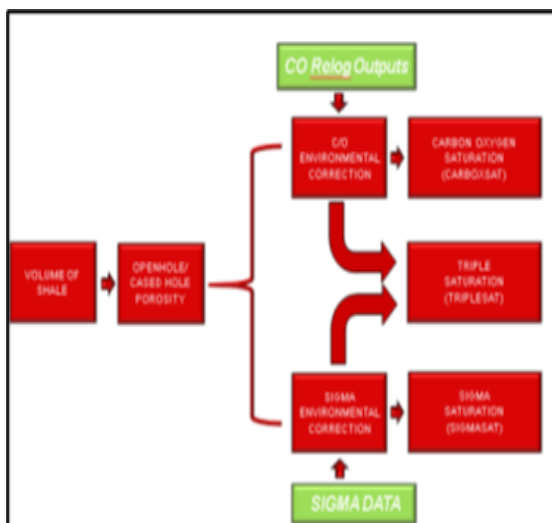 CO Relog Outputs
C/O
ENVIRONMENTAL
CORRECTION
CARBON OXYGEN
SATURATION
(CARBOXSAT)
VOLUME OF
SHALE
OPENHOLE/
CASED HOLE
POROSITY
TRIPLE
SATURATION
(TRIPLESAT)
SIGMA
ENVIRONMENTAL
CORRECTION
SIGMA
SATURATION
(SIGMASAT)
SIGMA DATA